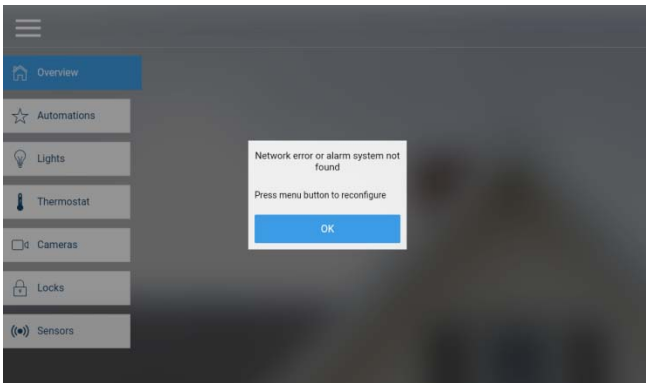 Overview
Automations
Lights
Thermostat
Cameras
Locks
Sensors
Network error or alarm system not
found
Press menu button to reconfigure
OK